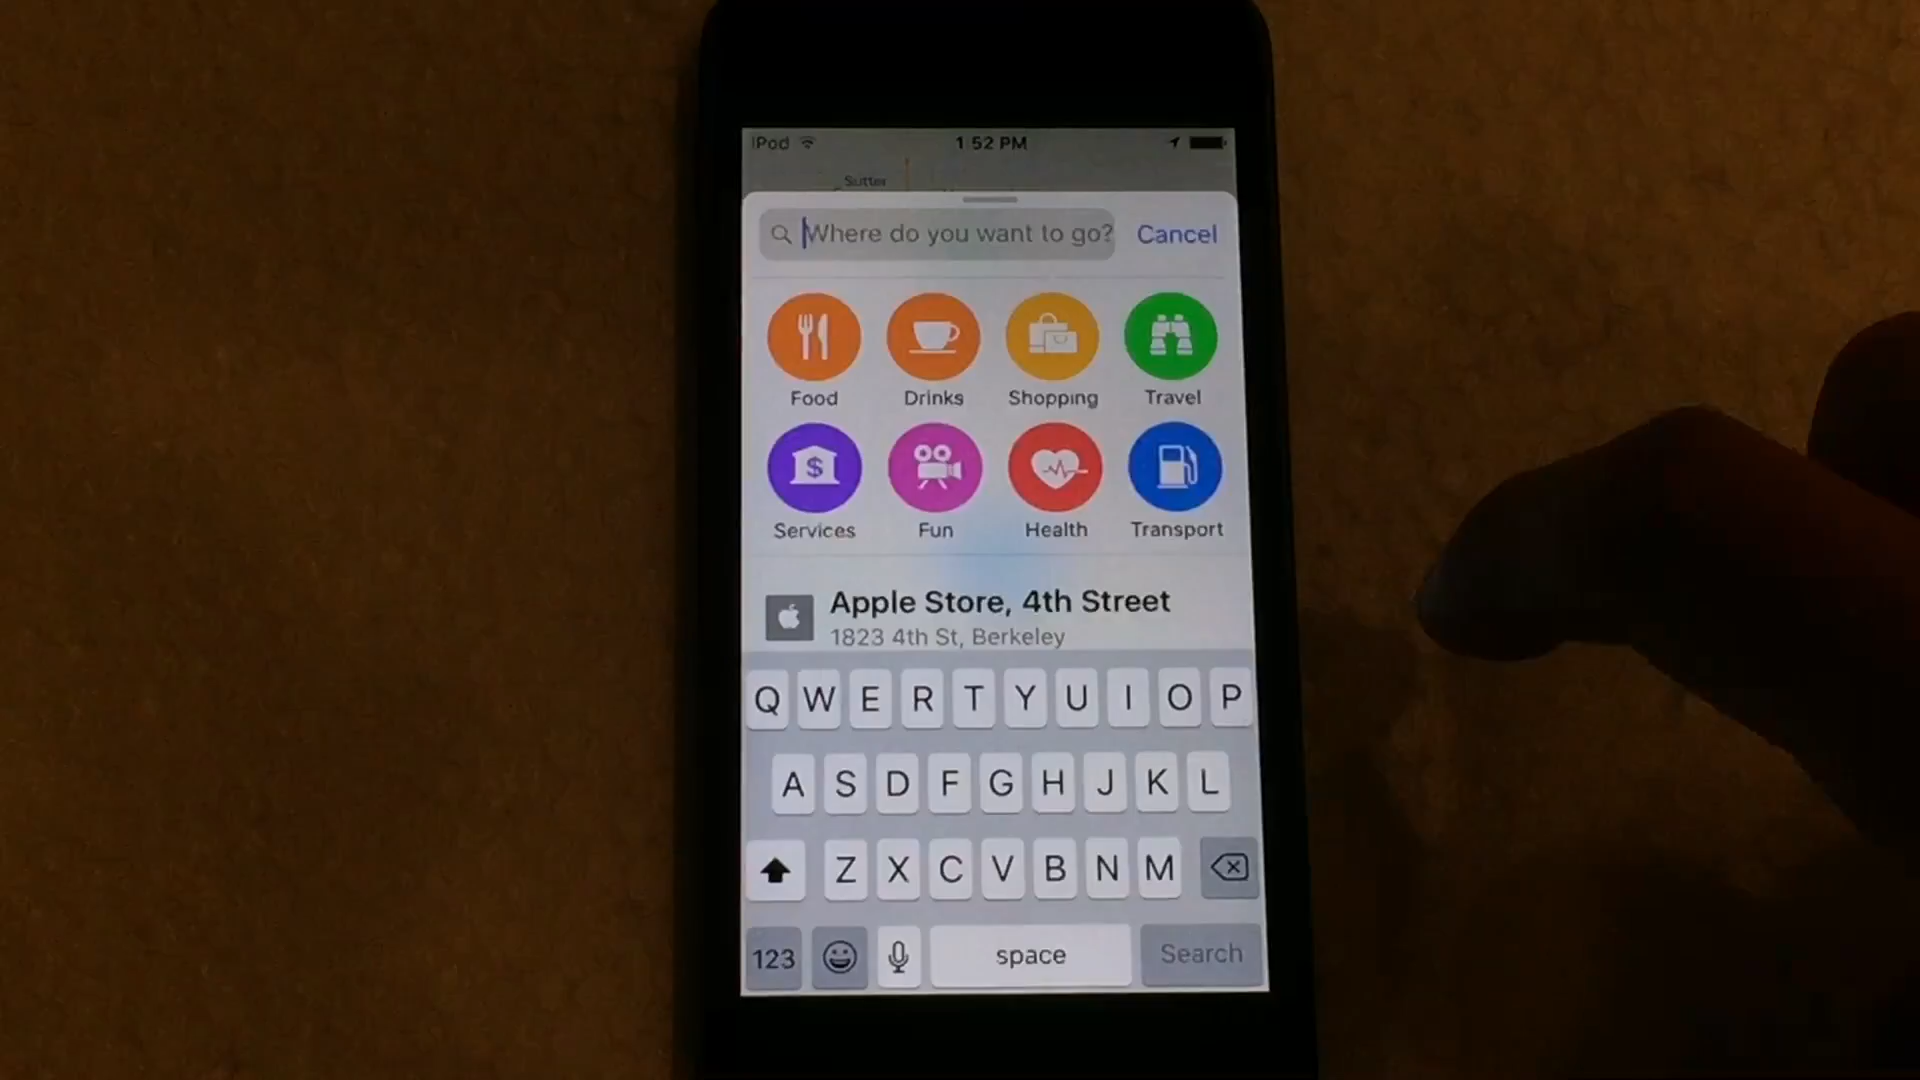 iPod 1:52 PM
Sutter
Where do you want to go? Cancel
Food Drinks Shopping Travel
$
Services Fun Health Transport
Apple Store, 4th Street
1823 4th St, Berkeley
Q W E R T Y U I O P
A S D F G H J K L
Z X C V B N M
123 space Search